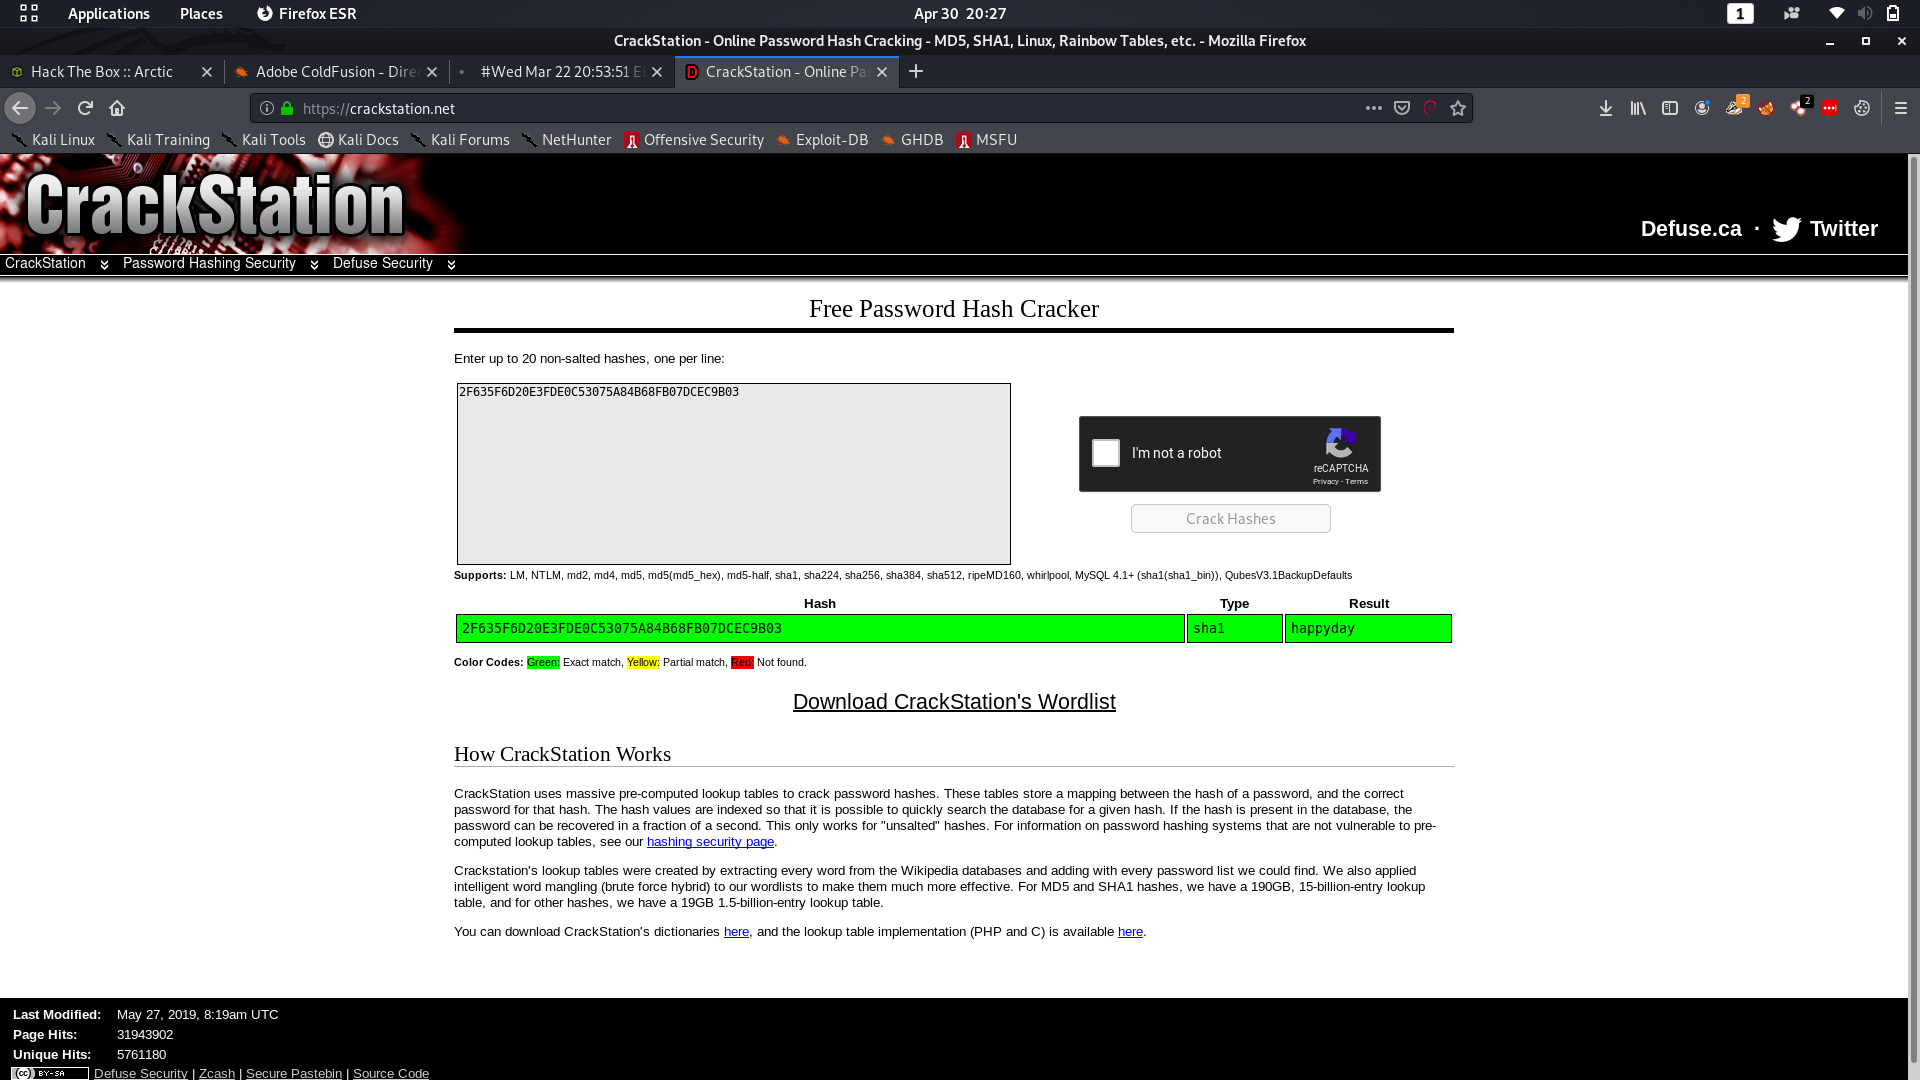 Applications Places Firefox ESR Apr 30 20:27 1
CrackStation - Online Password Hash Cracking - MD5, SHA1, Linux, Rainbow Tables, etc. - Mozilla Firefox
Hack The Box :: Arctic Adobe ColdFusion - Dire #Wed Mar 22 20:53:51 E CrackStation - Online Pa
https://crackstation.net 2 2
Kali Linux Kali Training Kali Tools Kali Docs Kali Forums NetHunter Offensive Security Exploit-DB GHDB MSFU
CrackStation
Defuse.ca · Twitter
CrackStation Password Hashing Security Defuse Security
Free Password Hash Cracker
Enter up to 20 non-salted hashes, one per line:
2F635F6D20E3FDE0C53075A84B68FB07DCEC9B03
I'm not a robot
reCAPTCHA
Privacy - Terms
Crack Hashes
Supports: LM, NTLM, md2, md4, md5, md5(md5_hex), md5-half, sha1, sha224, sha256, sha384, sha512, ripeMD160, whirlpool, MySQL 4.1+ (sha1(sha1_bin)), QubesV3.1BackupDefaults
Hash Type Result
2F635F6D20E3FDE0C53075A84B68FB07DCEC9B03 sha1 happyday
Color Codes: Green: Exact match, Yellow: Partial match, Red: Not found.
Download CrackStation's Wordlist
How CrackStation Works
CrackStation uses massive pre-computed lookup tables to crack password hashes. These tables store a mapping between the hash of a password, and the correct
password for that hash. The hash values are indexed so that it is possible to quickly search the database for a given hash. If the hash is present in the database, the
password can be recovered in a fraction of a second. This only works for "unsalted" hashes. For information on password hashing systems that are not vulnerable to pre-
computed lookup tables, see our hashing security page.
Crackstation's lookup tables were created by extracting every word from the Wikipedia databases and adding with every password list we could find. We also applied
intelligent word mangling (brute force hybrid) to our wordlists to make them much more effective. For MD5 and SHA1 hashes, we have a 190GB, 15-billion-entry lookup
table, and for other hashes, we have a 19GB 1.5-billion-entry lookup table.
You can download CrackStation's dictionaries here, and the lookup table implementation (PHP and C) is available here.
Last Modified: May 27, 2019, 8:19am UTC
Page Hits: 31943902
Unique Hits: 5761180
cc BY-SA Defuse Security | Zcash | Secure Pastebin | Source Code